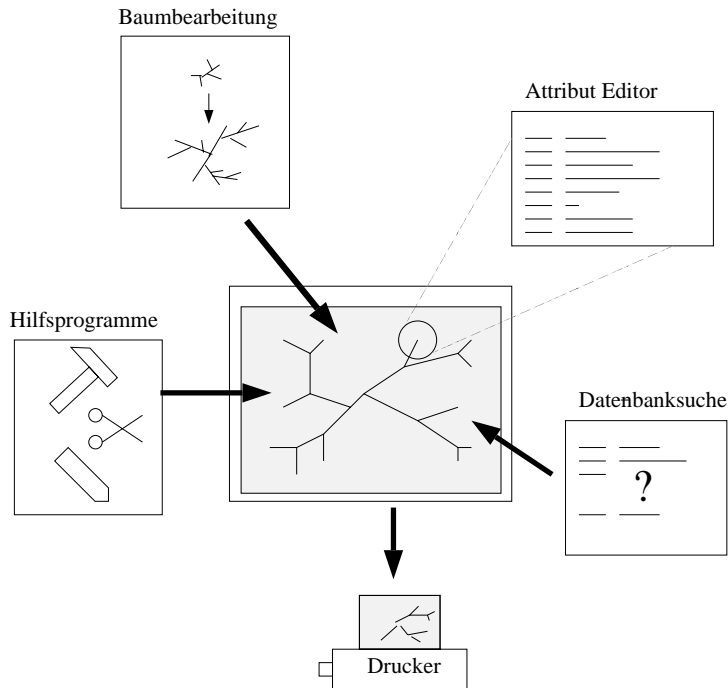 Baumbearbeitung
Attribut Editor
Hilfsprogramme
Datenbanksuche
?
Drucker